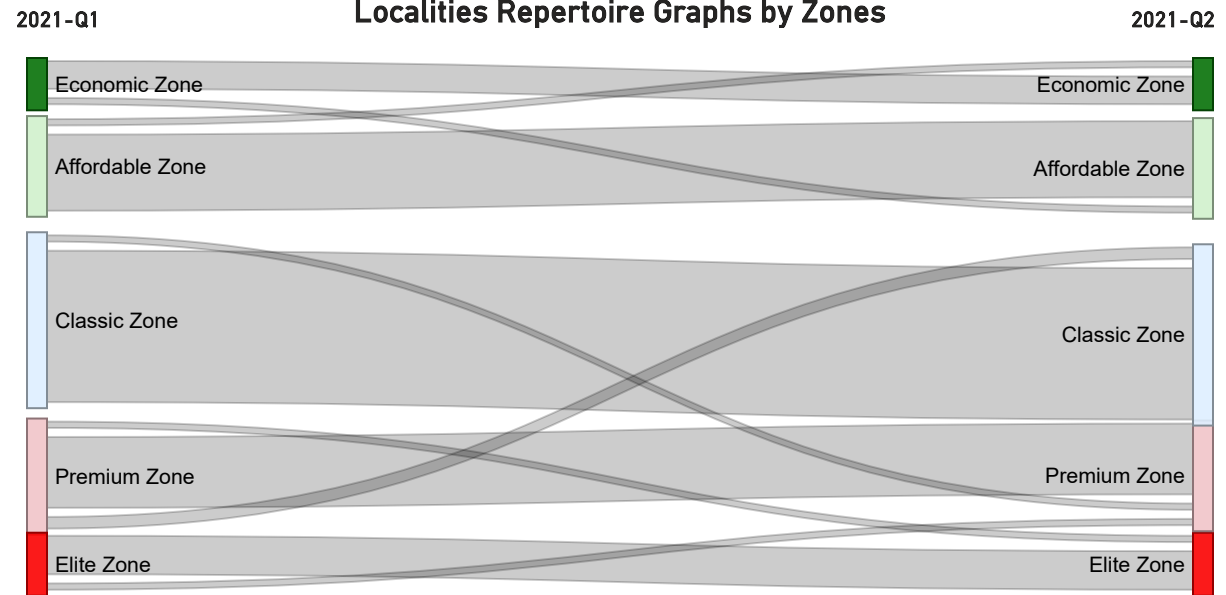 Localities Repertoire Graphs by Zones
2021-Q1
2021-Q2
Economic Zone
Economic Zone
Affordable Zone
Affordable Zone
Classic Zone
Classic Zone
Premium Zone
Premium Zone
Elite Zone
Elite Zone